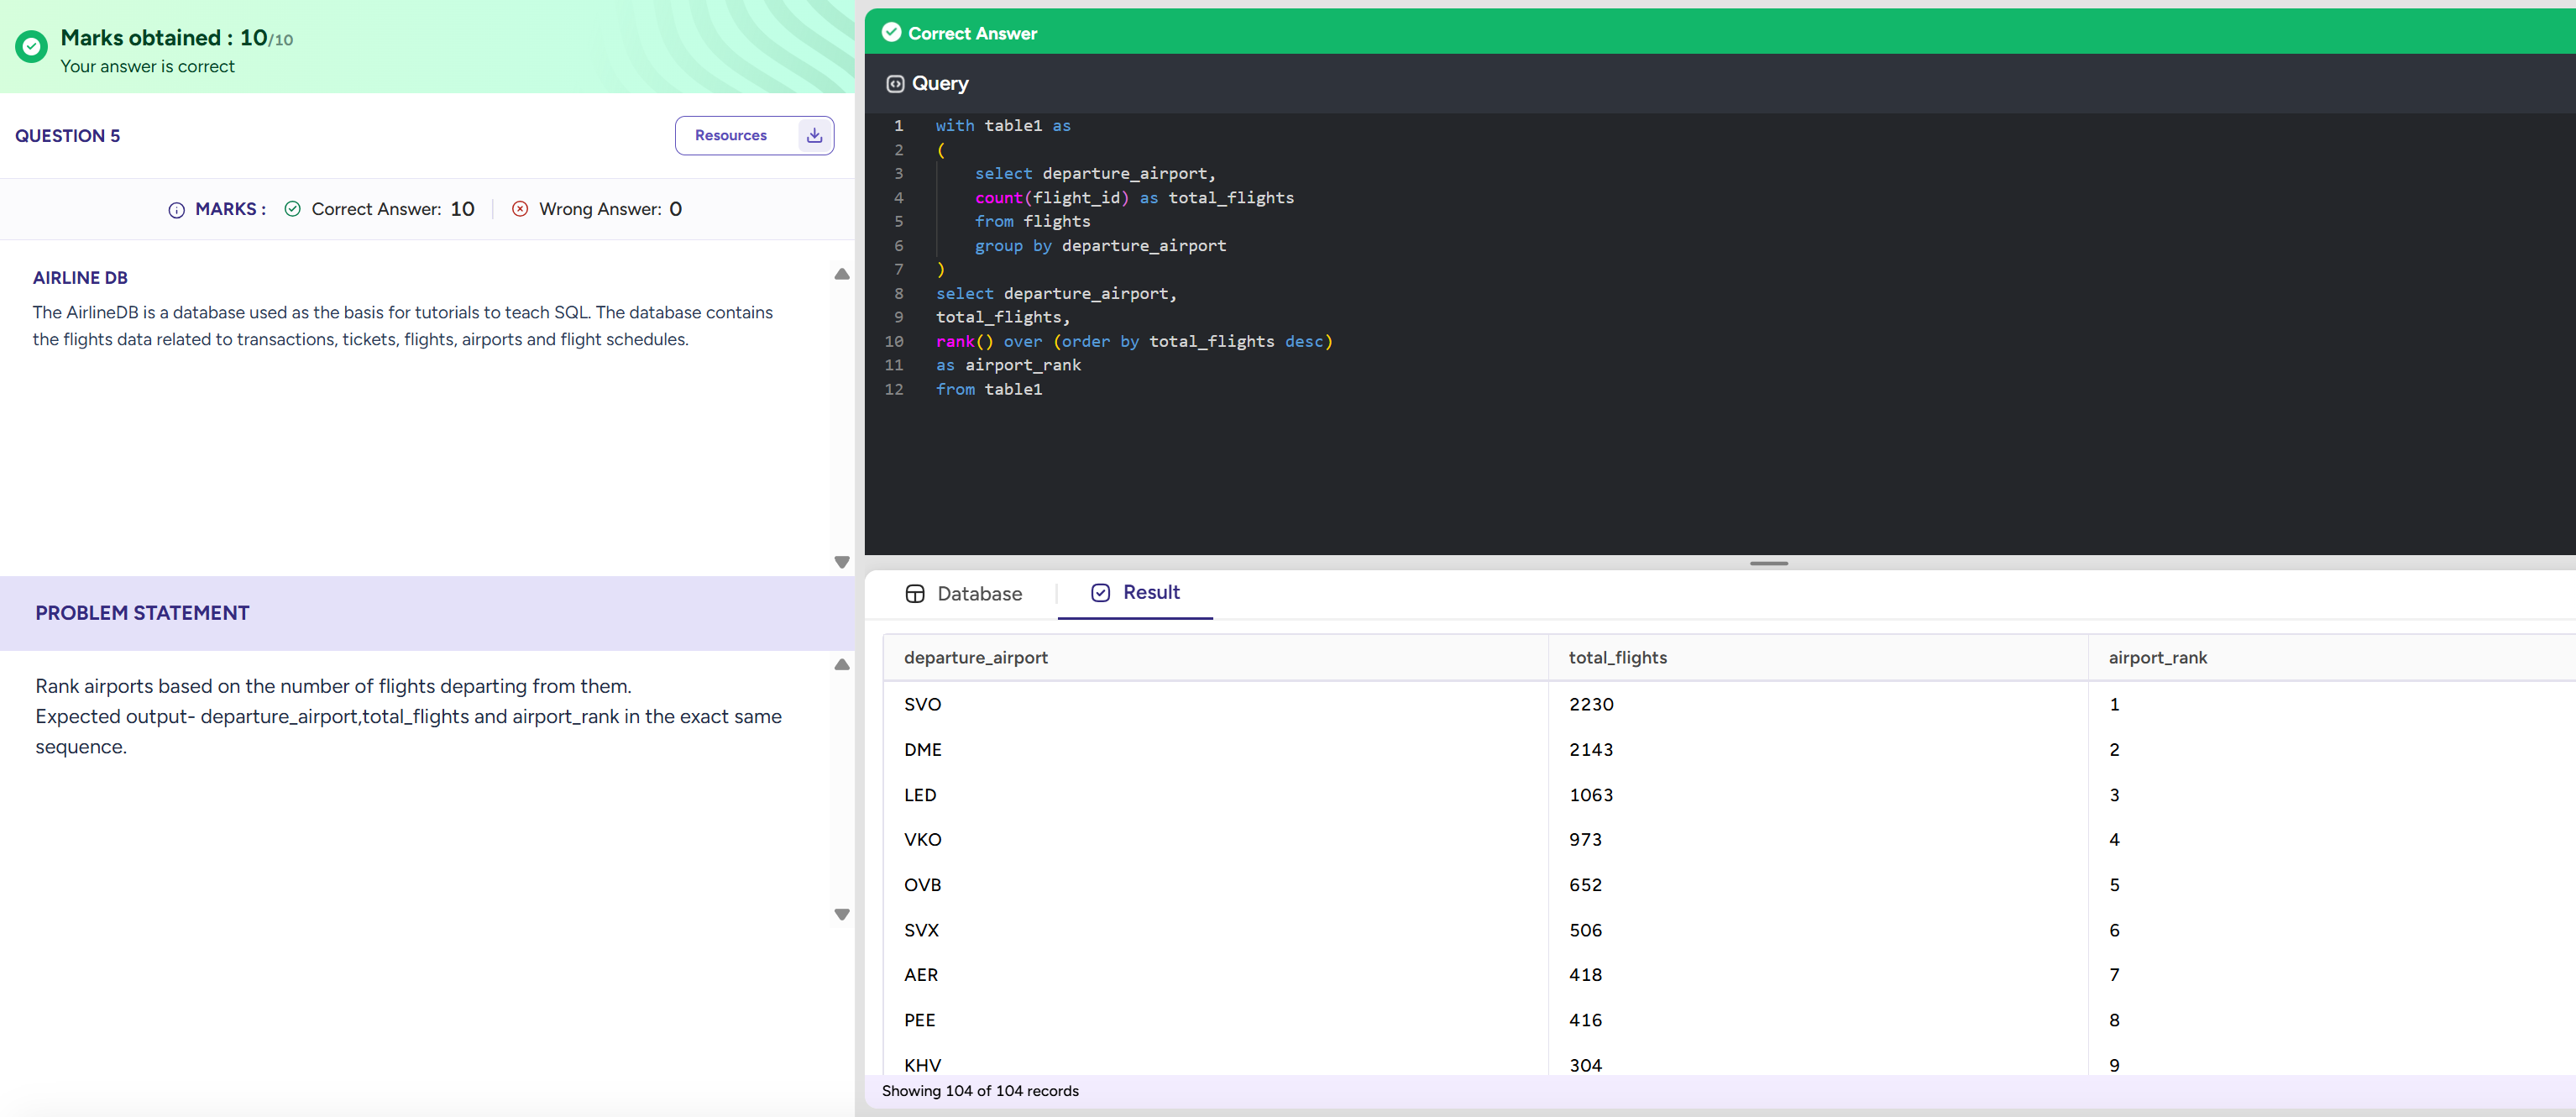 Marks obtained : 10/10
Your answer is correct
QUESTION 5
Resources
MARKS :
Correct Answer: 10
Wrong Answer: 0
AIRLINE DB
The AirlineDB is a database used as the basis for tutorials to teach SQL. The database contains
the flights data related to transactions, tickets, flights, airports and flight schedules.
PROBLEM STATEMENT
Rank airports based on the number of flights departing from them.
Expected output- departure_airport,total_flights and airport_rank in the exact same
sequence.
Correct Answer
Query
1 with table1 as
2 (
3 select departure_airport,
4 count(flight_id) as total_flights
5 from flights
6 group by departure_airport
7 )
8 select departure_airport,
9 total_flights,
10 rank() over (order by total_flights desc)
11 as airport_rank
12 from table1
Database
Result
departure_airport total_flights airport_rank
SVO 2230 1
DME 2143 2
LED 1063 3
VKO 973 4
OVB 652 5
SVX 506 6
AER 418 7
PEE 416 8
KHV 304 9
Showing 104 of 104 records